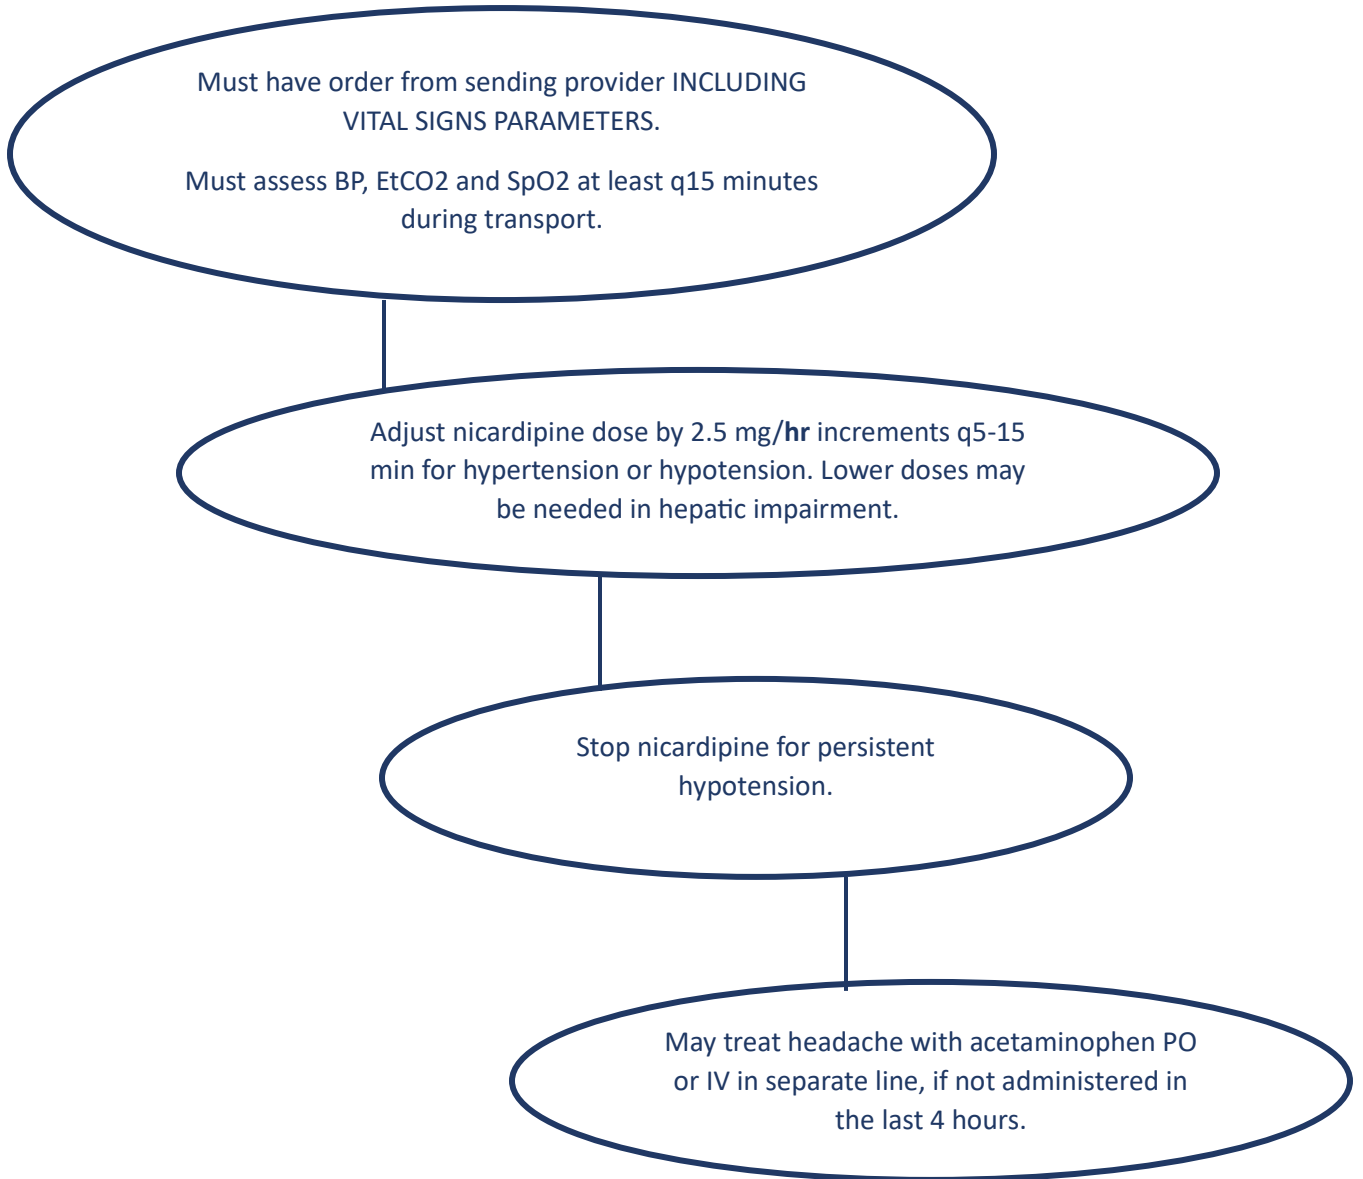 Must have order from sending provider INCLUDING
VITAL SIGNS PARAMETERS.
Must assess BP, EtCO2 and SpO2 at least q15 minutes
during transport.
Adjust nicardipine dose by 2.5 mg/hr increments q5-15
min for hypertension or hypotension. Lower doses may
be needed in hepatic impairment.
Stop nicardipine for persistent
hypotension.
May treat headache with acetaminophen PO
or IV in separate line, if not administered in
the last 4 hours.